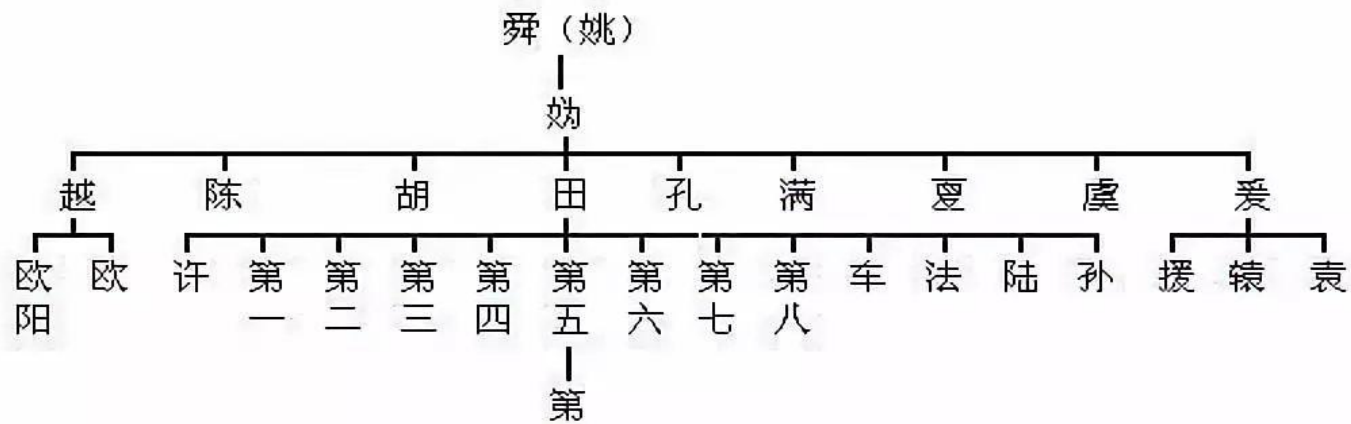 舜（姚）
妫
越 陈 胡 田 孔 满 夏 虞 爰
欧阳 欧 许 第一 第二 第三 第四 第五 第六 第七 第八 车 法 陆 孙 援 辕 袁
第